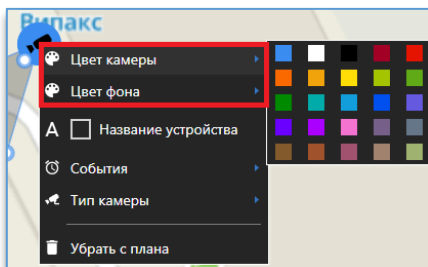 Випакс
Цвет камеры
Цвет фона
А Название устройства
События
Тип камеры
Убрать с плана